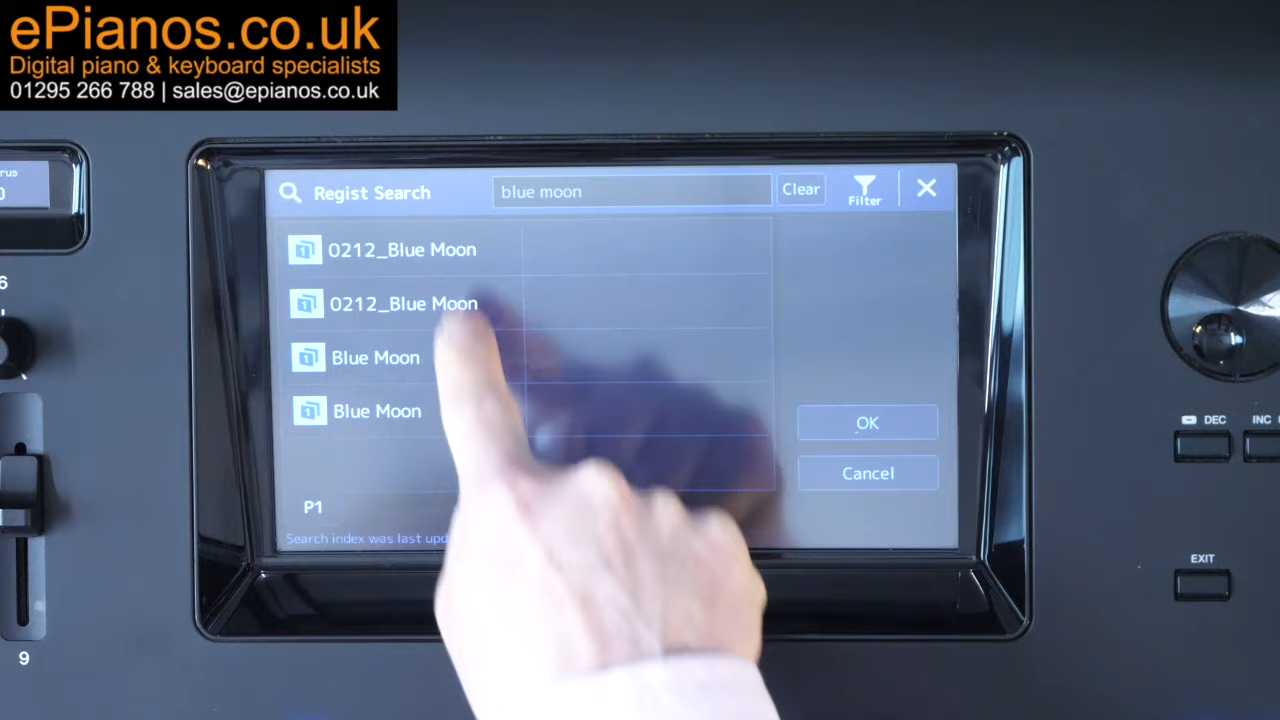 ePianos.co.uk
Digital piano & keyboard specialists
01295 266 788 | sales@epianos.co.uk
Regist Search
blue moon
Clear
Filter
0212_Blue Moon
0212_Blue Moon
Blue Moon
Blue Moon
OK
Cancel
P1
Search index was last
6
9
DEC
INC
EXIT